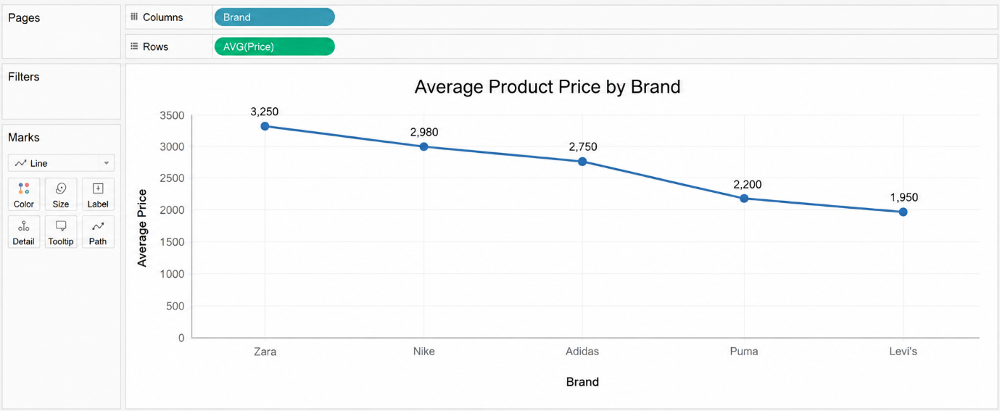 Pages
Columns
Brand
Rows
AVG(Price)
Filters
Marks
Line
Color
Size
Label
Detail
Tooltip
Path
Average Product Price by Brand
Average Price
3500
3000
2500
2000
1500
1000
500
0
3,250
2,980
2,750
2,200
1,950
Zara
Nike
Adidas
Puma
Levi's
Brand